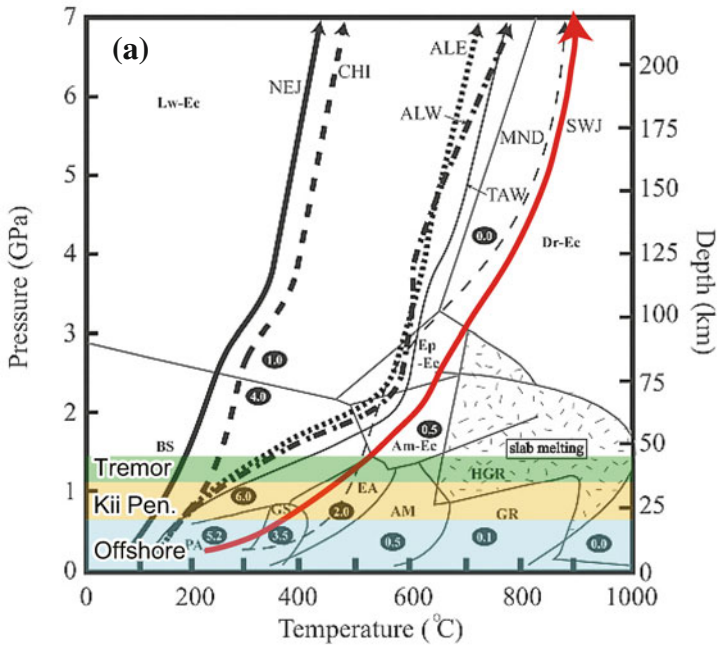 (a)
7
6
5
4
3
2
1
0
Pressure (GPa)
200
175
150
125
100
75
50
25
0
Depth (km)
0
200
400
600
800
1000
Temperature (°C)
NEJ
CHI
ALE
ALW
MND
SWJ
TAW
Lw-Ec
Dr-Ec
0.0
Ep
-Ec
1.0
4.0
BS
0.5
Am-Ec
slab melting
Tremor
HGR
Kii Pen.
6.0
GS
EA
2.0
AM
GR
Offshore
PA
5.2
3.5
0.5
0.1
0.0